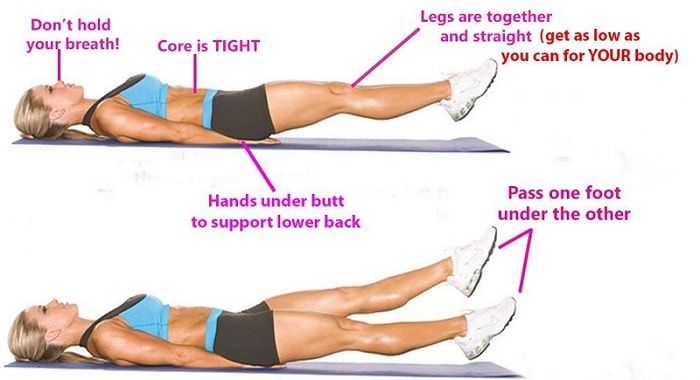 Don't hold
your breath!
Core is TIGHT
Legs are together
and straight (get as low as
you can for YOUR body)
Hands under butt
to support lower back
Pass one foot
under the other